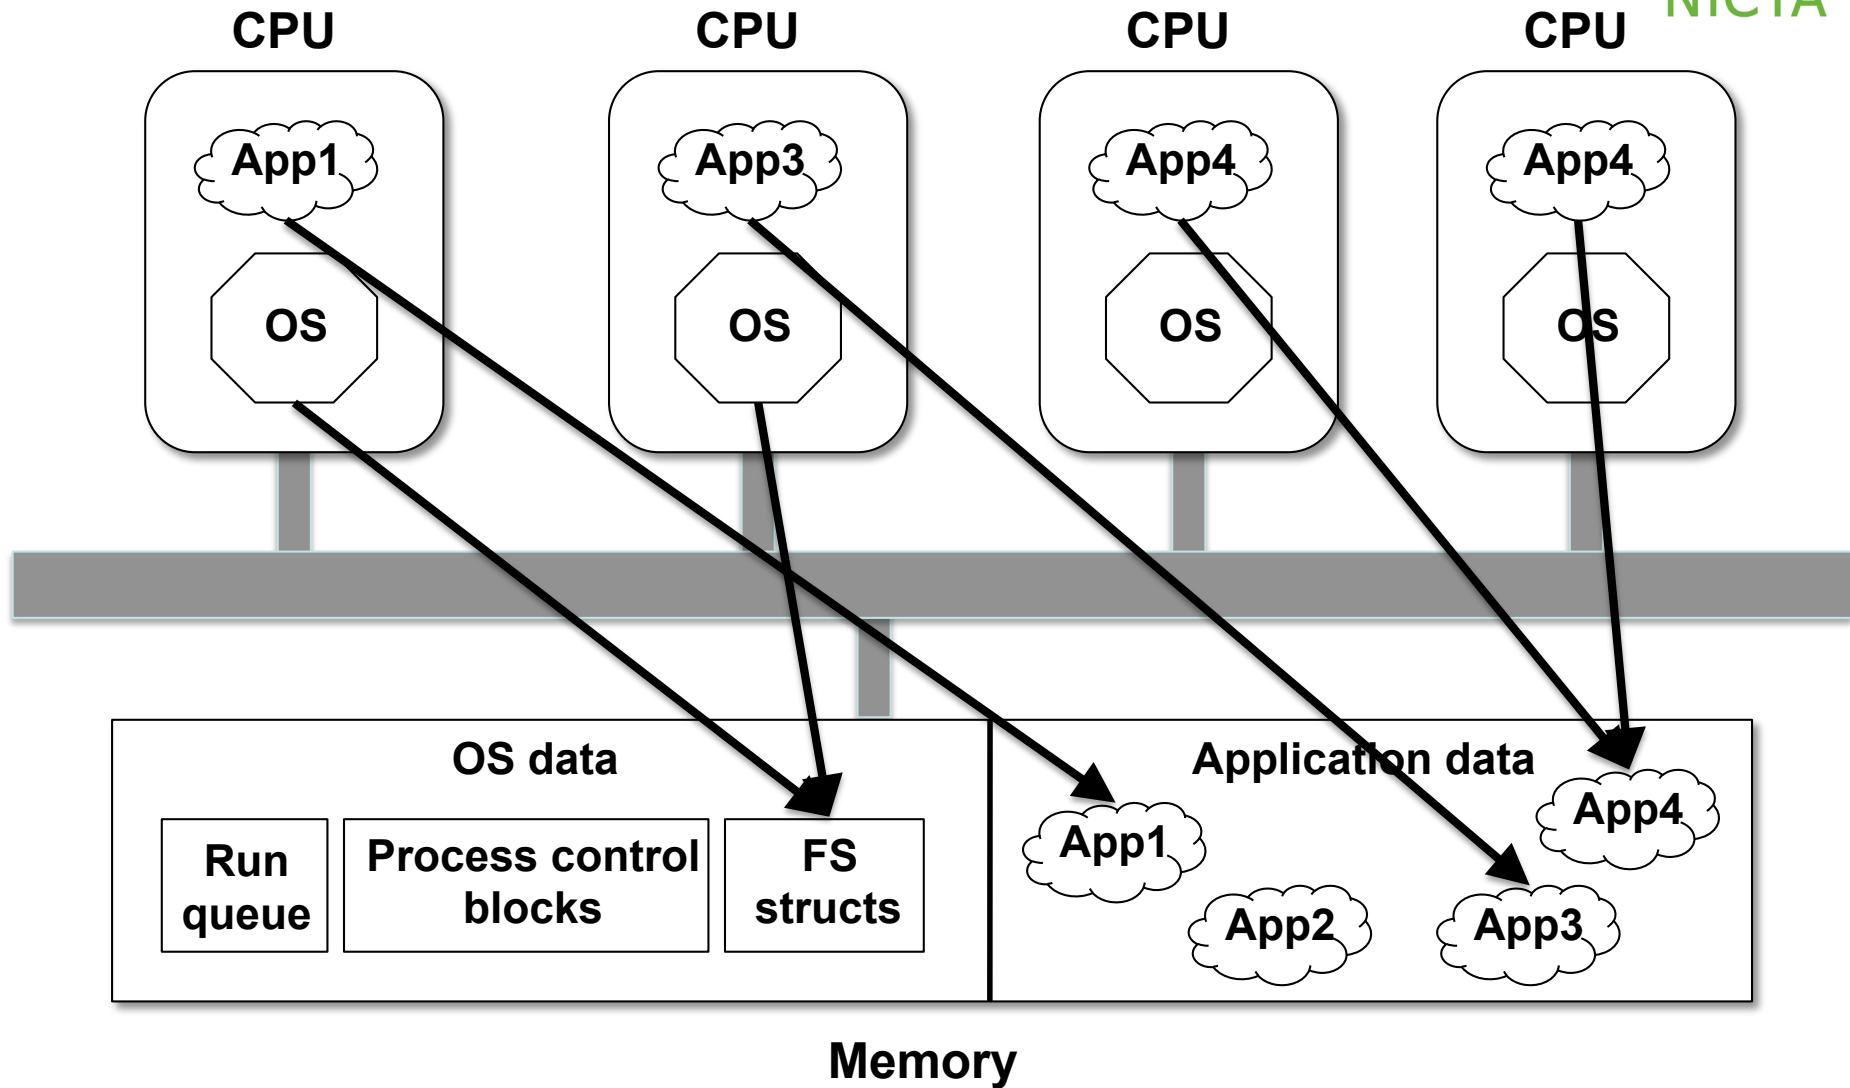 NICTA
CPU CPU CPU CPU
App1 App3 App4 App4
OS OS OS OS
OS data
Application data
Run
queue
Process control
blocks
FS
structs
App1
App2
App3
App4
Memory